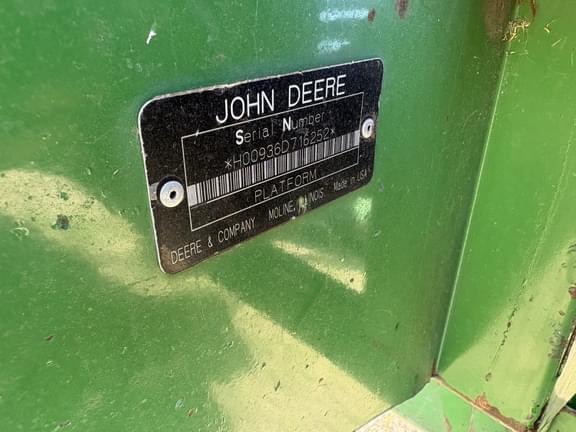 JOHN DEERE
Serial Number
*H00936D716252*
PLATFORM
DEERE & COMPANY MOLINE, ILLINOIS Made in USA